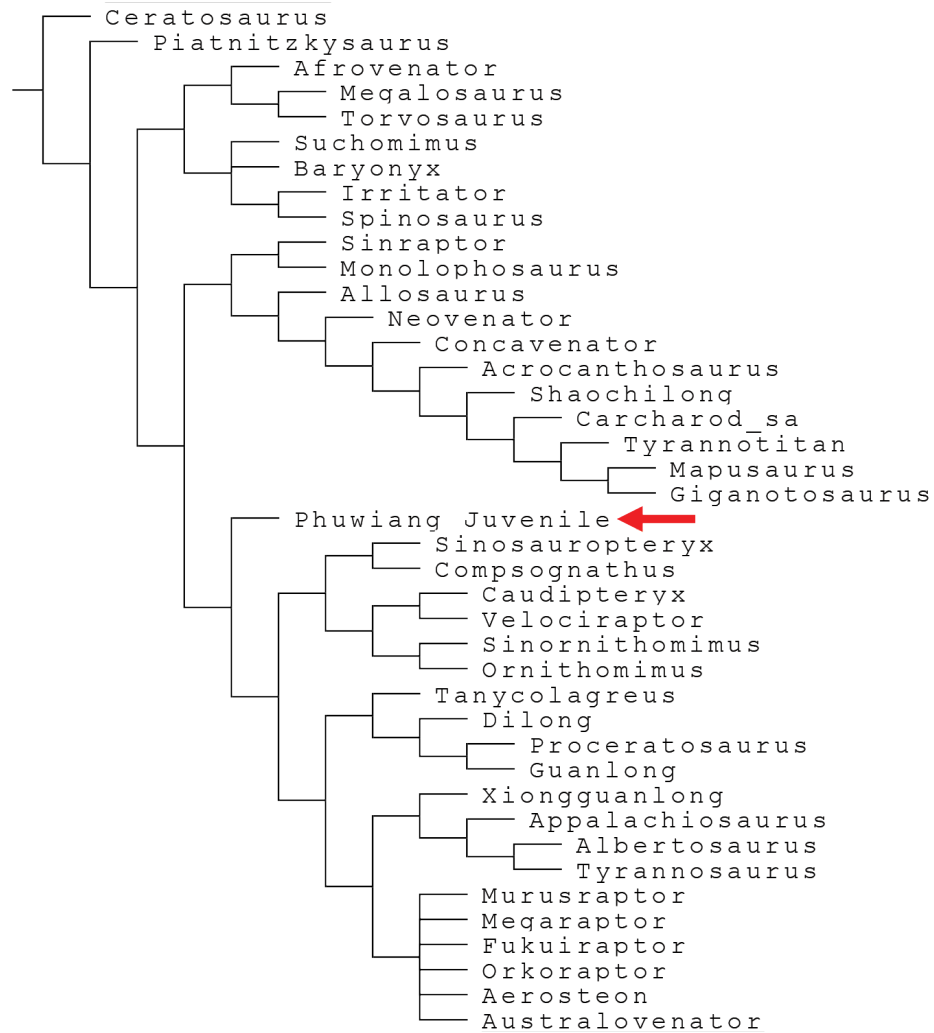 Ceratosaurus
Piatnitzkysaurus
Afrovenator
Megalosaurus
Torvosaurus
Suchomimus
Baryonyx
Irritator
Spinosaurus
Sinraptor
Monolophosaurus
Allosaurus
Neovenator
Concavenator
Acrocanthosaurus
Shaochilong
Carcharod_sa
Tyrannotitan
Mapusaurus
Giganotosaurus
Phuwiang Juvenile
Sinosauropteryx
Compsognathus
Caudipteryx
Velociraptor
Sinornithomimus
Ornithomimus
Tanycolagreus
Dilong
Proceratosaurus
Guanlong
Xiongguanlong
Appalachiosaurus
Albertosaurus
Tyrannosaurus
Murusraptor
Megaraptor
Fukuiraptor
Orkoraptor
Aerosteon
Australovenator